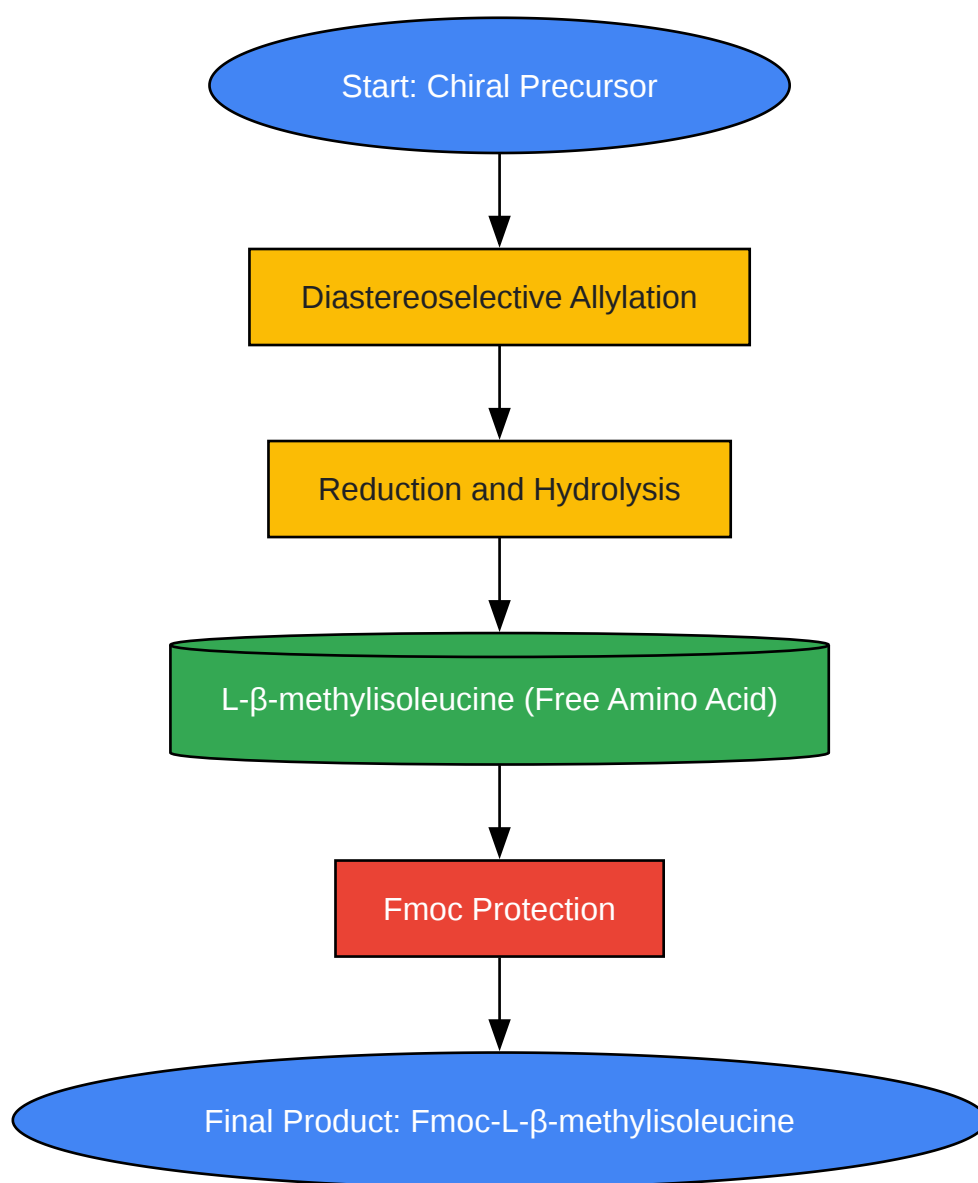 Start: Chiral Precursor
Diastereoselective Allylation
Reduction and Hydrolysis
L-β-methylisoleucine (Free Amino Acid)
Fmoc Protection
Final Product: Fmoc-L-β-methylisoleucine